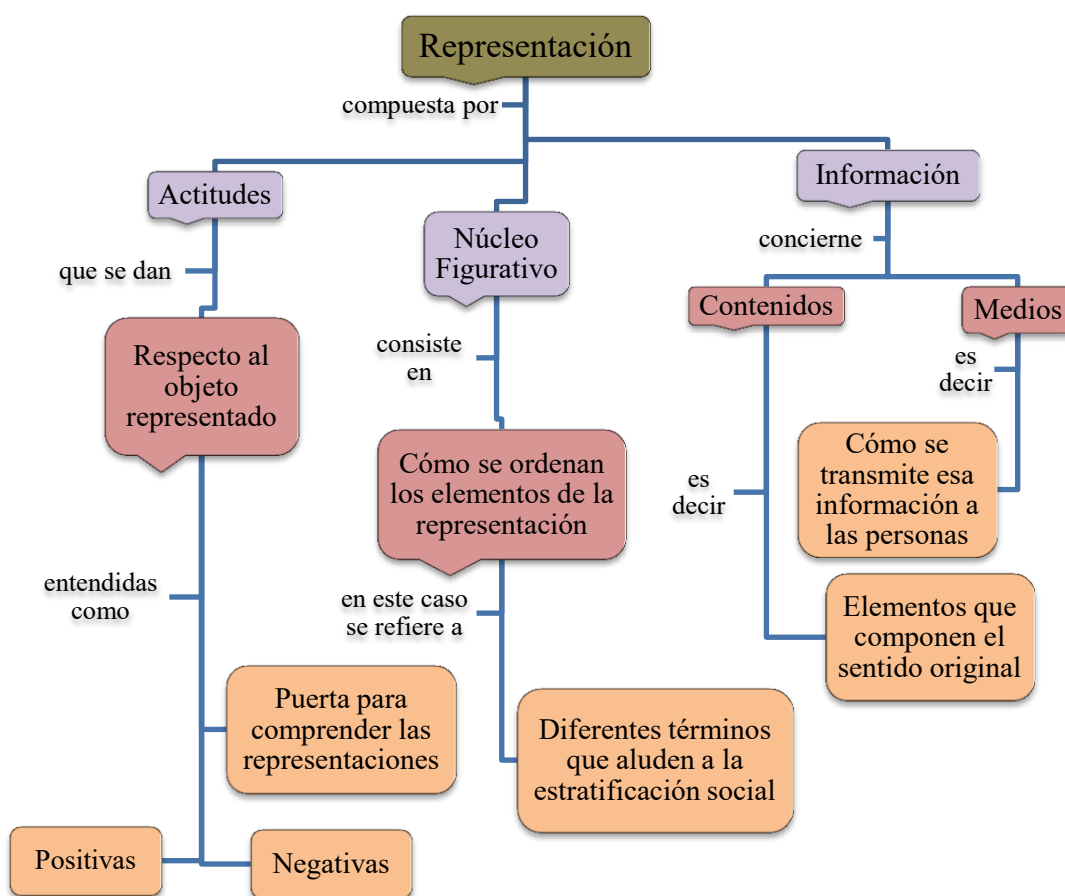 Representación
compuesta por
Actitudes
que se dan
Respecto al
objeto
representado
entendidas
como
Puerta para
comprender las
representaciones
Positivas
Negativas
Núcleo
Figurativo
consiste
en
Cómo se ordenan
los elementos de la
representación
en este caso
se refiere a
Diferentes términos
que aluden a la
estratificación social
Información
concierne
Contenidos
es
decir
Elementos que
componen el
sentido original
Medios
es
decir
Cómo se
transmite esa
información a
las personas